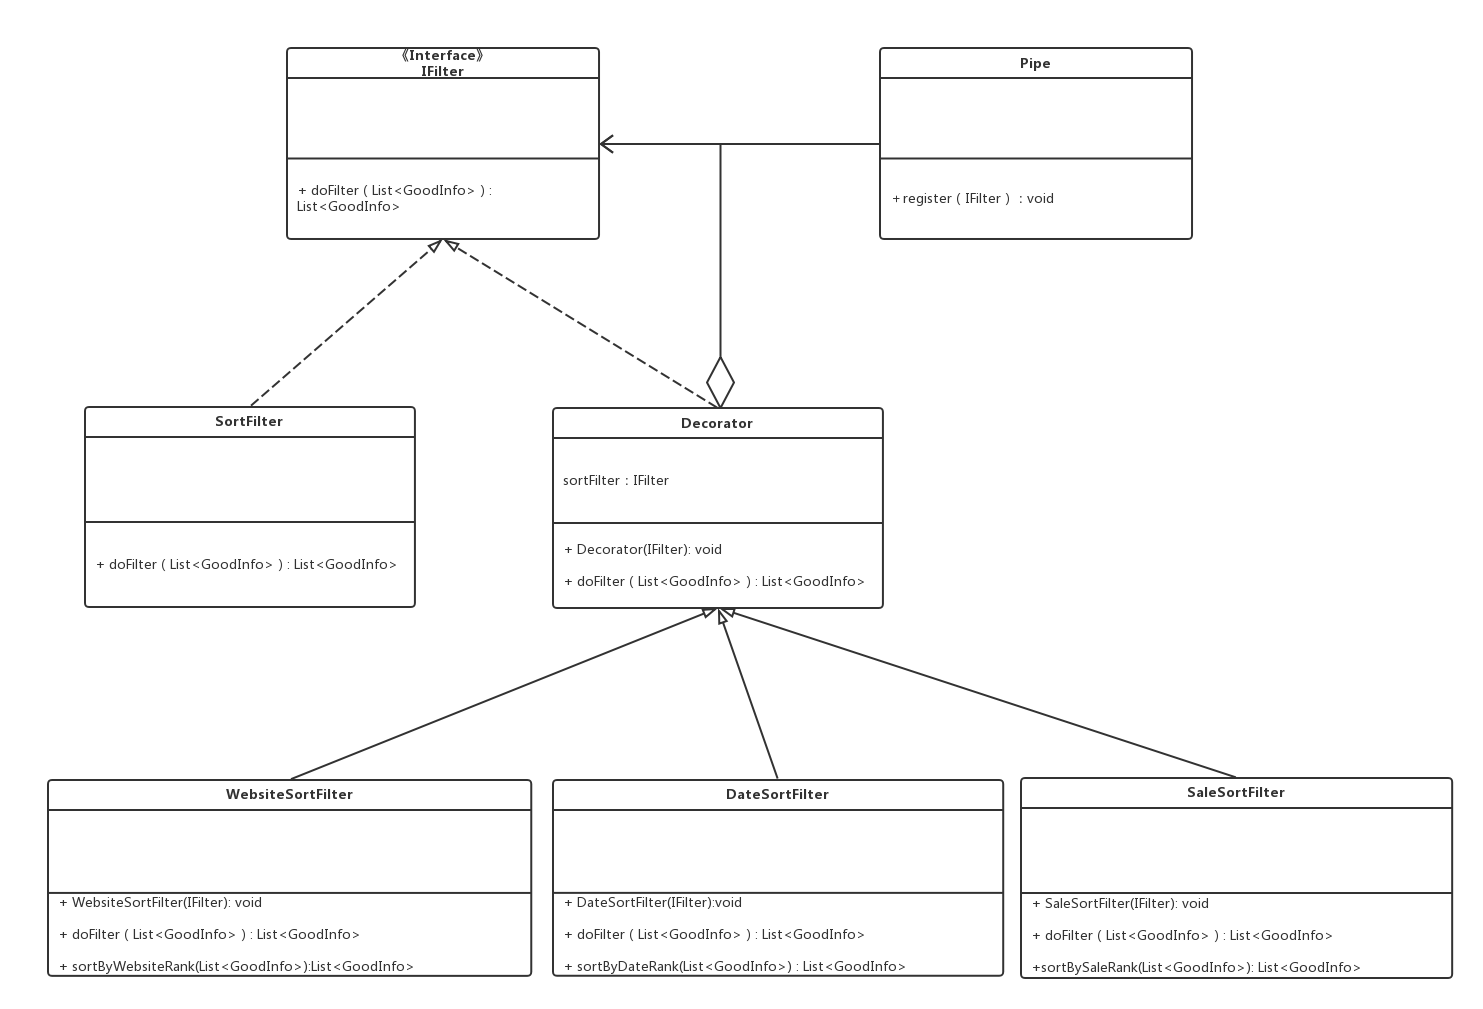 《Interface》
IFilter
+ doFilter ( List<GoodInfo> ) :
List<GoodInfo>
Pipe
+ register ( IFilter ) : void
SortFilter
+ doFilter ( List<GoodInfo> ) : List<GoodInfo>
Decorator
sortFilter : IFilter
+ Decorator(IFilter): void
+ doFilter ( List<GoodInfo> ) : List<GoodInfo>
WebsiteSortFilter
+ WebsiteSortFilter(IFilter): void
+ doFilter ( List<GoodInfo> ) : List<GoodInfo>
+ sortByWebsiteRank(List<GoodInfo>):List<GoodInfo>
DateSortFilter
+ DateSortFilter(IFilter):void
+ doFilter ( List<GoodInfo> ) : List<GoodInfo>
+ sortByDateRank(List<GoodInfo>) : List<GoodInfo>
SaleSortFilter
+ SaleSortFilter(IFilter): void
+ doFilter ( List<GoodInfo> ) : List<GoodInfo>
+sortBySaleRank(List<GoodInfo>): List<GoodInfo>